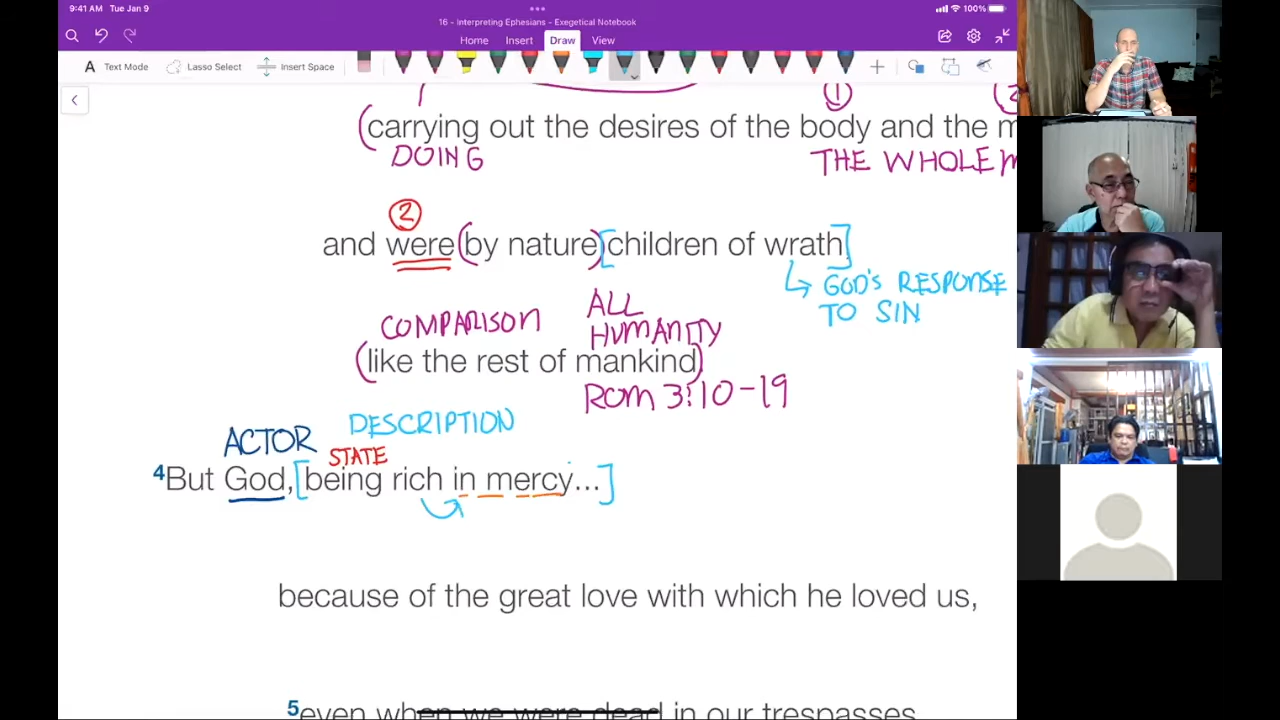 9:41 AM Tue Jan 9
100%
16 - Interpreting Ephesians - Exegetical Notebook
Home Insert Draw View
A Text Mode Lasso Select Insert Space
1
(carrying out the desires of the body and the m
DOING THE WHOLE
2
and were (by nature) [children of wrath]
GOD'S RESPONSE
TO SIN
ALL
COMPARISON
HUMANITY
(like the rest of mankind)
ROM 3:10-19
DESCRIPTION
ACTOR
STATE
4But God, [being rich in mercy...]
because of the great love with which he loved us,
5even when we were dead in our trespasses